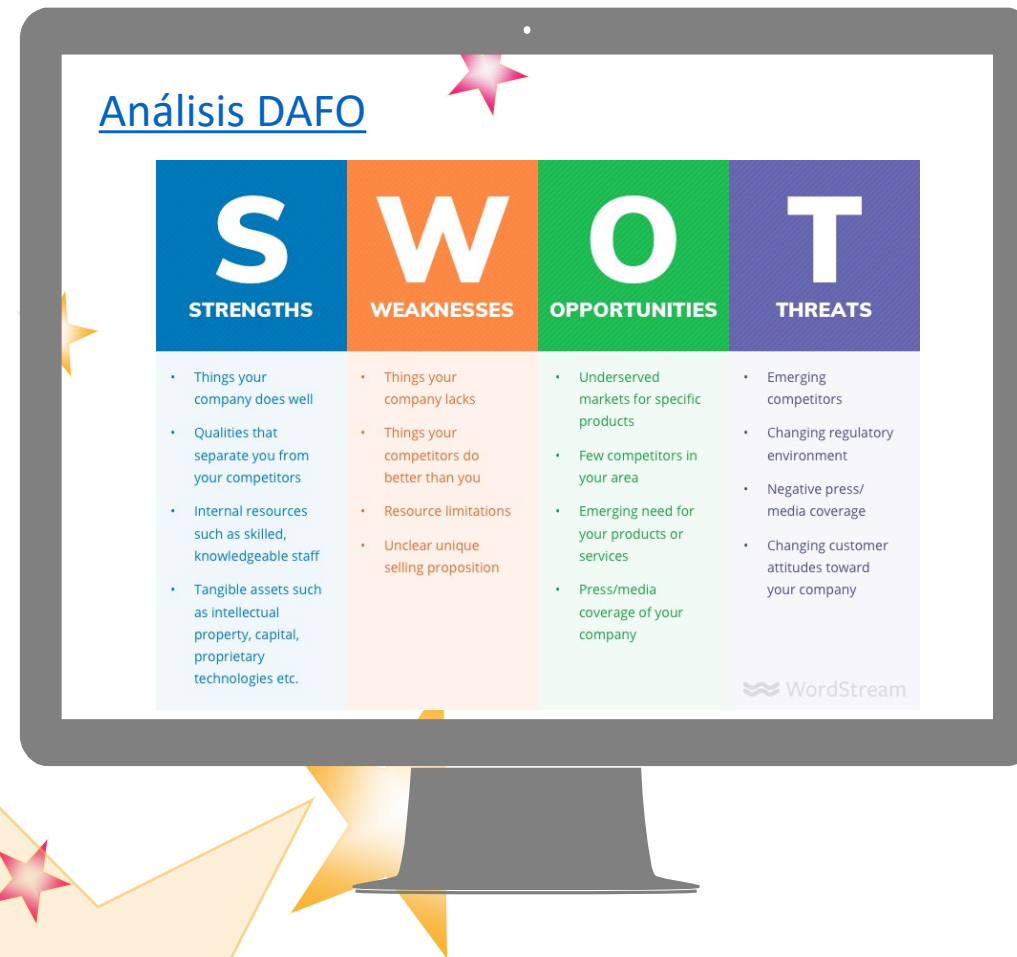 Análisis DAFO
S
STRENGTHS
• Things your
company does well
• Qualities that
separate you from
your competitors
• Internal resources
such as skilled,
knowledgeable staff
• Tangible assets such
as intellectual
property, capital,
proprietary
technologies etc.
W
WEAKNESSES
• Things your
company lacks
• Things your
competitors do
better than you
• Resource limitations
• Unclear unique
selling proposition
O
OPPORTUNITIES
• Underserved
markets for specific
products
• Few competitors in
your area
• Emerging need for
your products or
services
• Press/media
coverage of your
company
T
THREATS
• Emerging
competitors
• Changing regulatory
environment
• Negative press/
media coverage
• Changing customer
attitudes toward
your company
WordStream